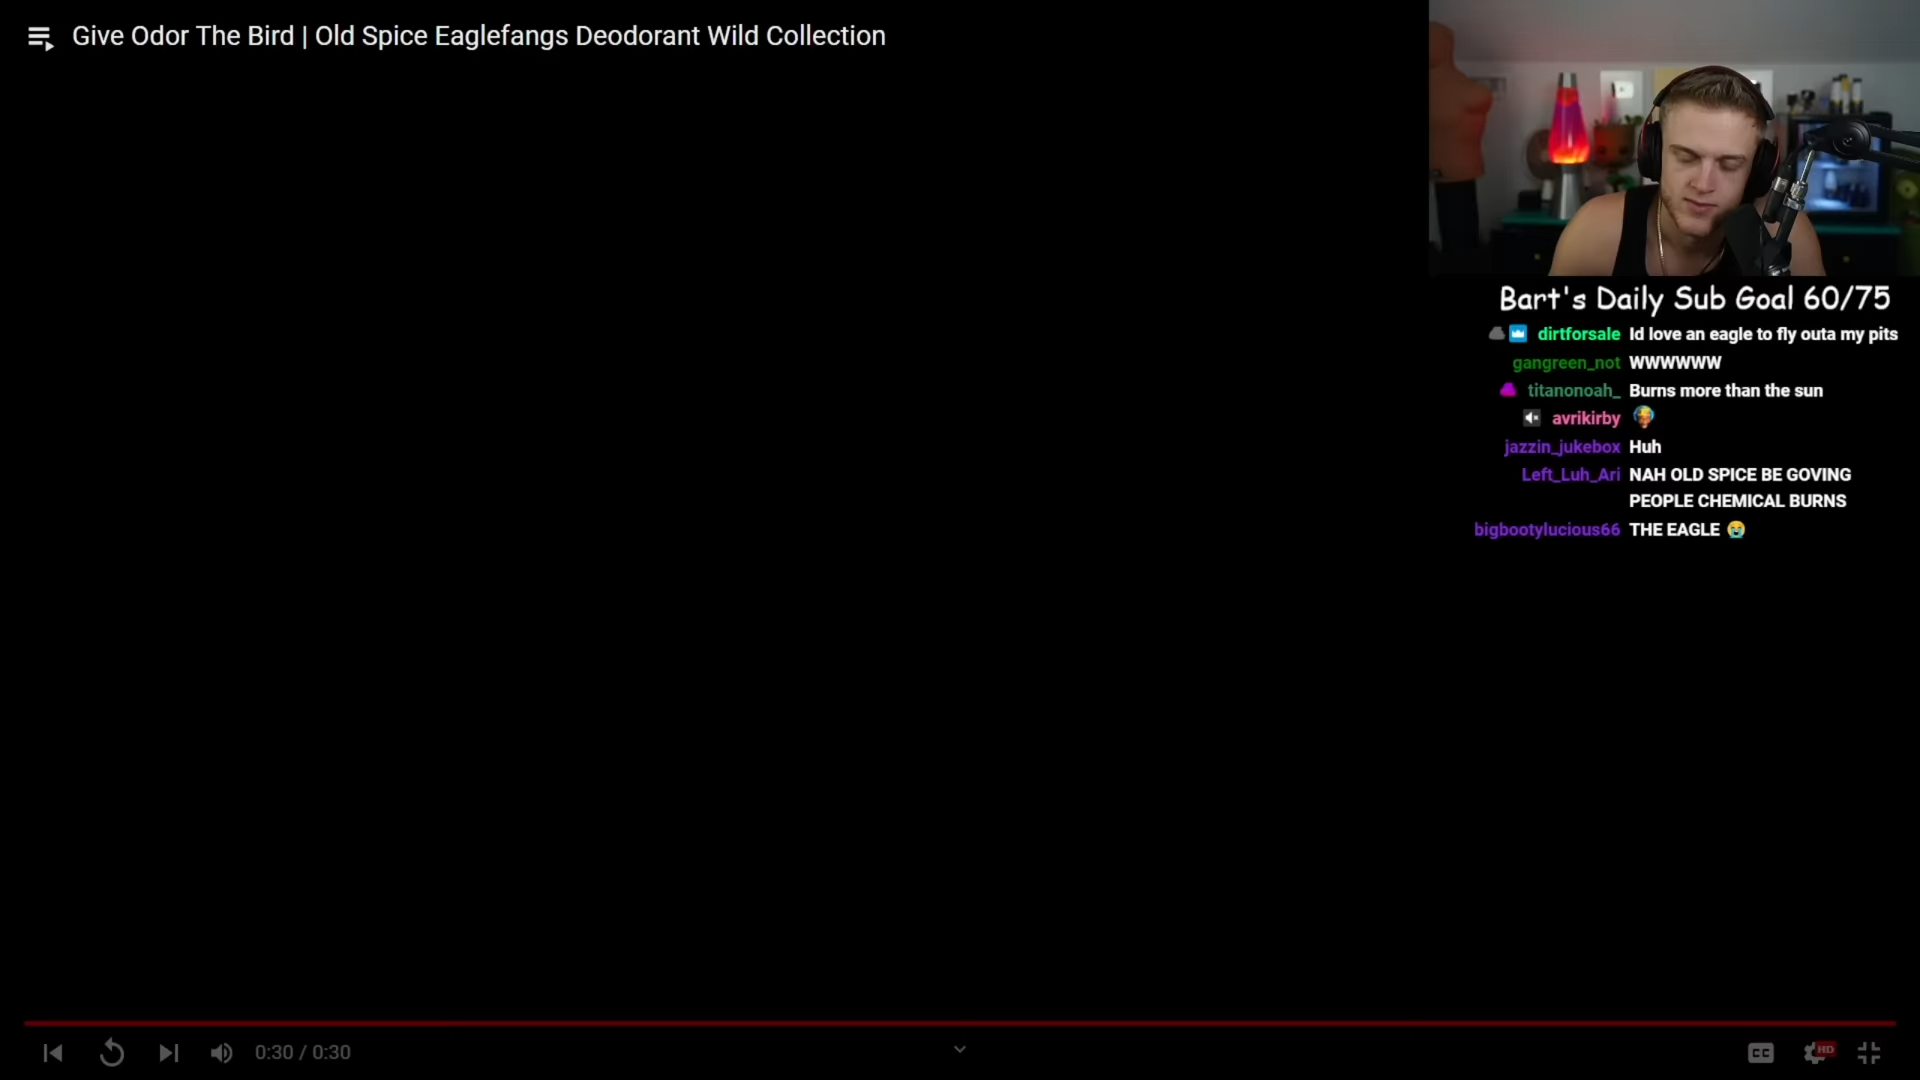 Give Odor The Bird | Old Spice Eaglefangs Deodorant Wild Collection
Bart's Daily Sub Goal 60/75
dirtforsale Id love an eagle to fly outa my pits
gangreen_not WWWWWW
titanonoah_ Burns more than the sun
avrikirby
jazzin_jukebox Huh
Left_Luh_Ari NAH OLD SPICE BE GOVING
PEOPLE CHEMICAL BURNS
bigbootylucious66 THE EAGLE 😭
0:30 / 0:30
CC
HD